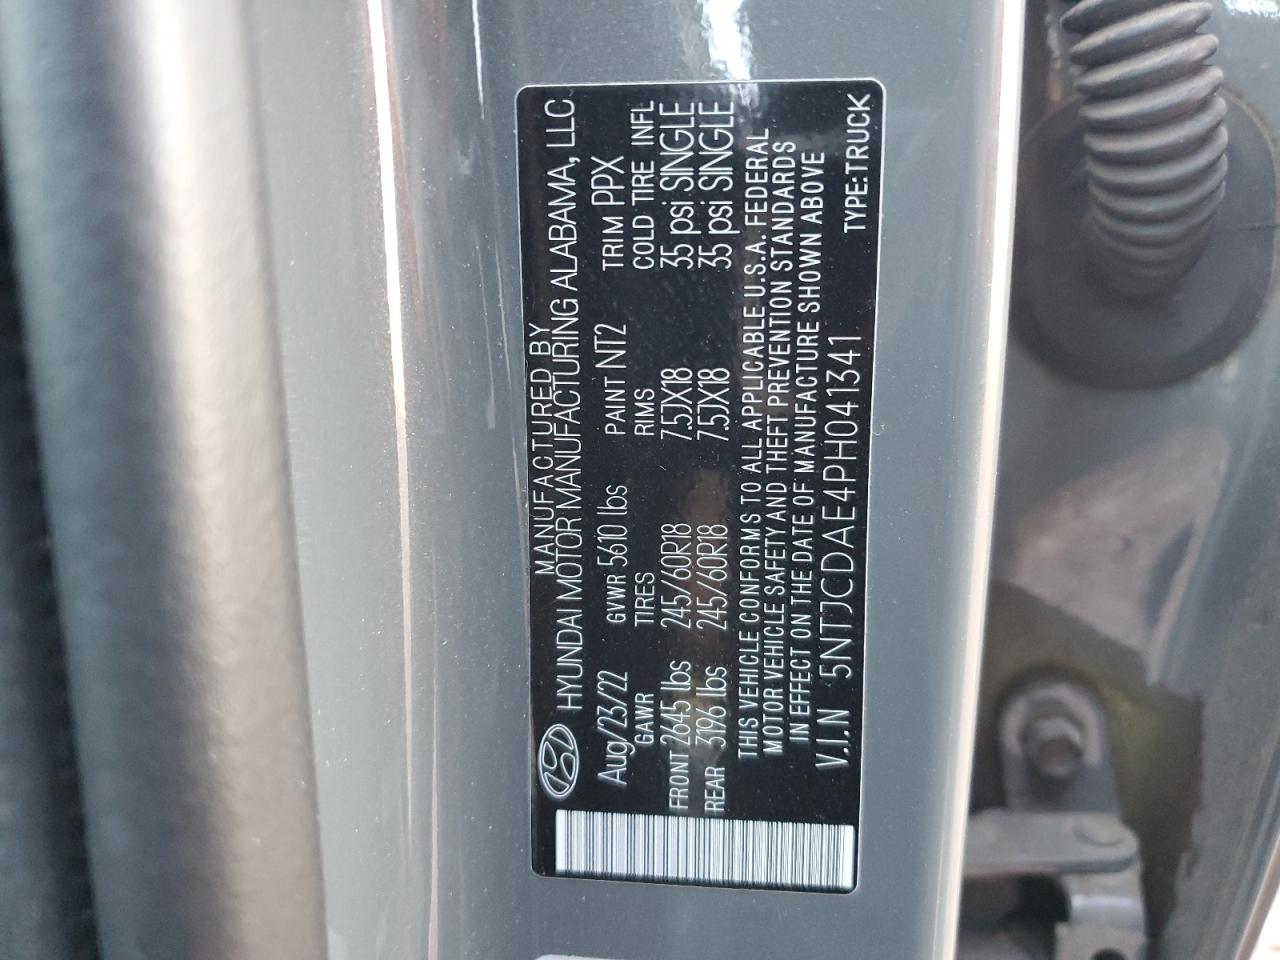 MANUFACTURED BY
HYUNDAI MOTOR MANUFACTURING ALABAMA, LLC
Aug/23/22 GVWR 5610 lbs PAINT NT2 TRIM PPX
GAWR TIRES RIMS COLD TIRE INFL
FRONT 2645 lbs 245/60R18 7.5JX18 35 psi SINGLE
REAR 3196 lbs 245/60R18 7.5JX18 35 psi SINGLE
THIS VEHICLE CONFORMS TO ALL APPLICABLE U.S.A. FEDERAL
MOTOR VEHICLE SAFETY AND THEFT PREVENTION STANDARDS
IN EFFECT ON THE DATE OF MANUFACTURE SHOWN ABOVE
V.I.N 5NTJCDAE4PH041341 TYPE:TRUCK